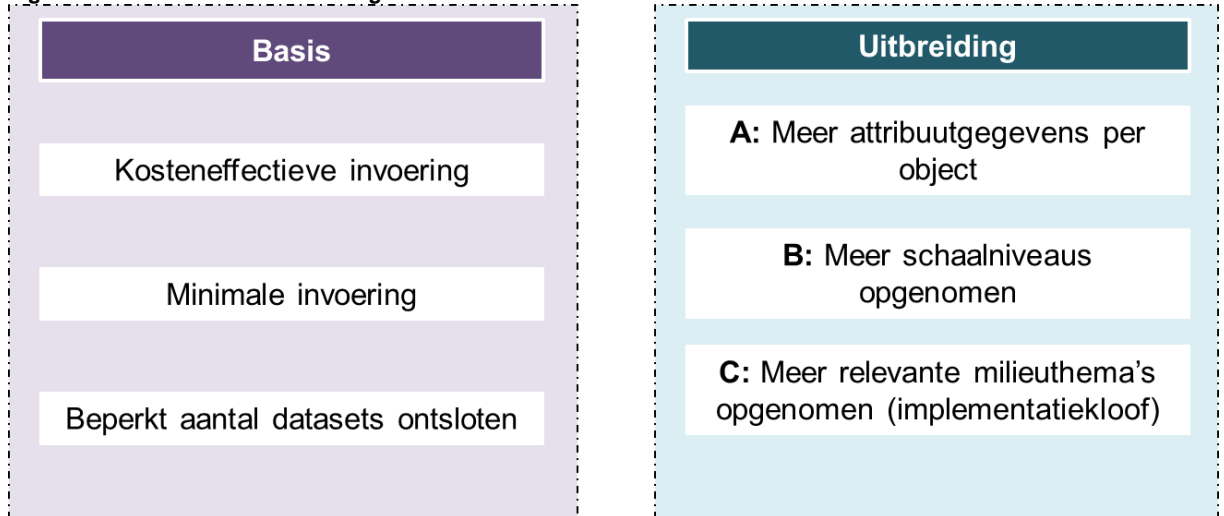 Basis
Kosteneffectieve invoering
Minimale invoering
Beperkt aantal datasets ontsloten
Uitbreiding
A: Meer attribuutgegevens per
object
B: Meer schaalniveaus
opgenomen
C: Meer relevante milieuthema's
opgenomen (implementatiekloof)